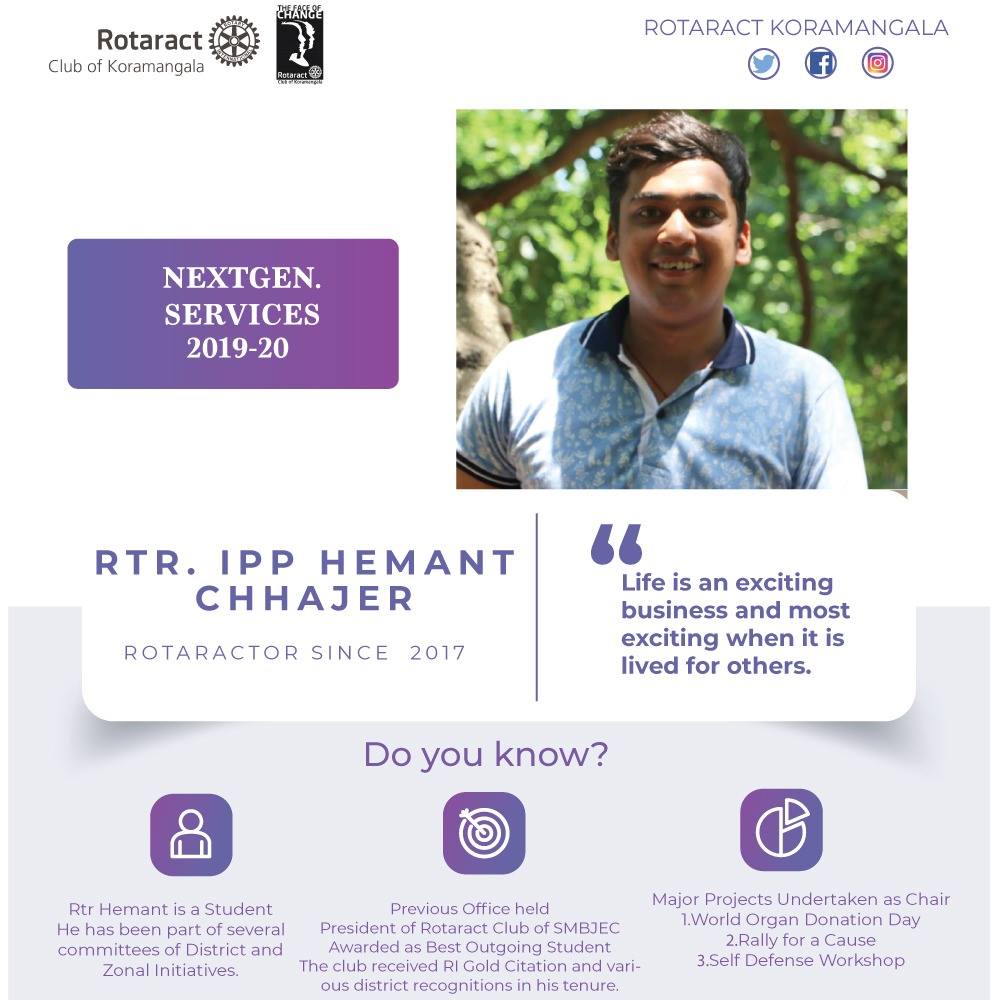 Rotaract
Club of Koramangala
THE FACE OF
CHANGE
Rotaract
Club of Koramangala
ROTARACT KORAMANGALA
NEXTGEN.
SERVICES
2019-20
RTR. IPP HEMANT
CHHAJER
ROTARACTOR SINCE 2017
“
Life is an exciting
business and most
exciting when it is
lived for others.
Do you know?
Rtr Hemant is a Student
He has been part of several
committees of District and
Zonal Initiatives.
Previous Office held
President of Rotaract Club of SMBJEC
Awarded as Best Outgoing Student
The club received RI Gold Citation and vari-
ous district recognitions in his tenure.
Major Projects Undertaken as Chair
1.World Organ Donation Day
2.Rally for a Cause
3.Self Defense Workshop